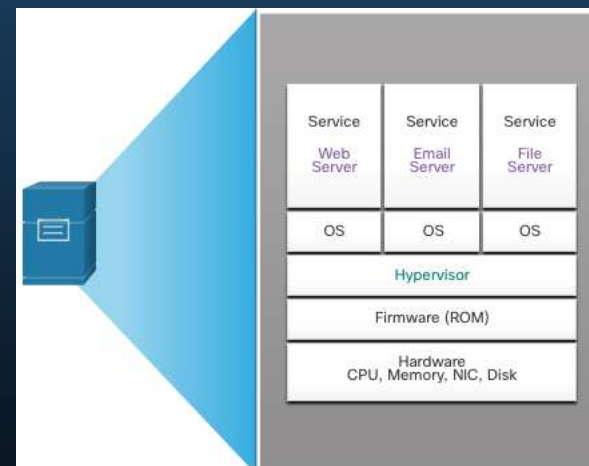 Service
Service
Service
Web
Server
Email
Server
File
Server
OS
OS
OS
Hypervisor
Firmware (ROM)
Hardware
CPU, Memory, NIC, Disk